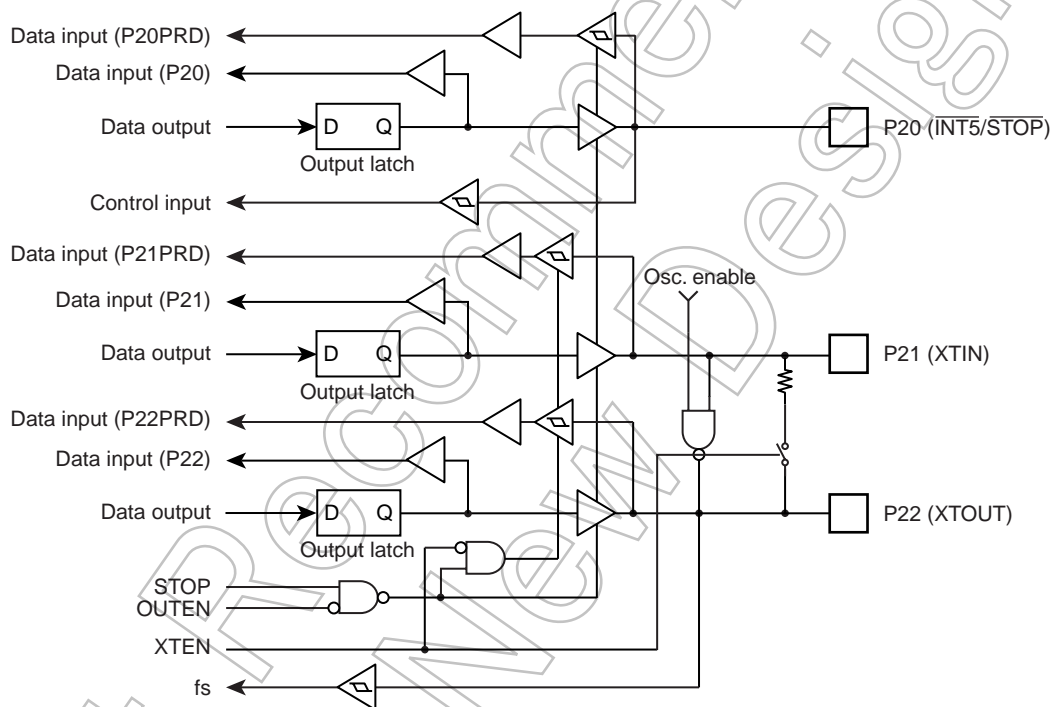 Data input (P20PRD)
Data input (P20)
Data output
D Q
Output latch
P20 (INT5/STOP)
Control input
Data input (P21PRD)
Osc. enable
Data input (P21)
Data output
D Q
Output latch
P21 (XTIN)
Data input (P22PRD)
Data input (P22)
Data output
D Q
Output latch
P22 (XTOUT)
STOP
OUTEN
XTEN
fs